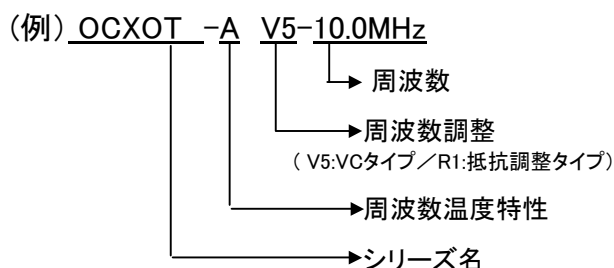 (例) OCXOT -A V5-10.0MHz
周波数
周波数調整
( V5:VCタイプ／R1:抵抗調整タイプ)
周波数温度特性
シリーズ名